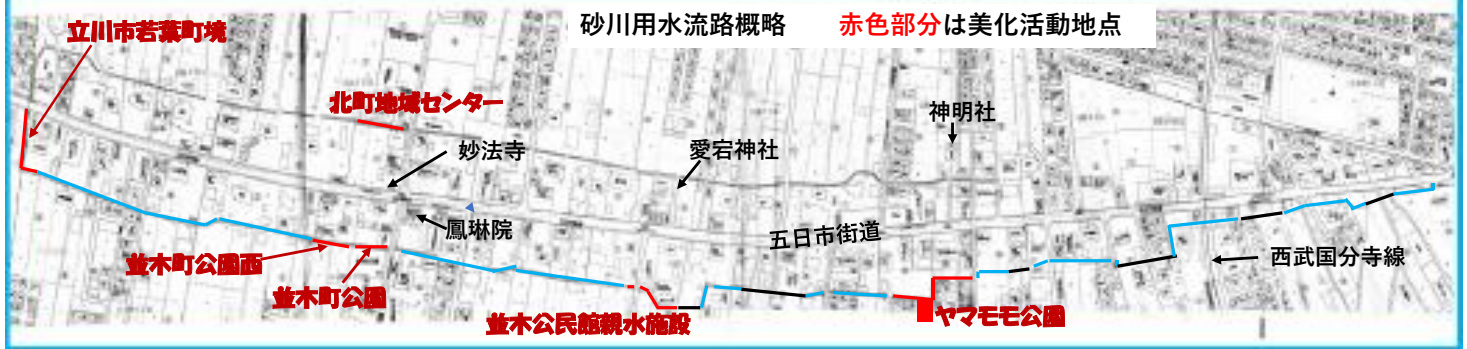 砂川用水流路概略　　赤色部分は美化活動地点
立川市若葉町境
北町地域センター
神明社
妙法寺
愛宕神社
鳳琳院
五日市街道
西武国分寺線
並木町公園西
並木町公園
並木公民館親水施設
ヤマモモ公園